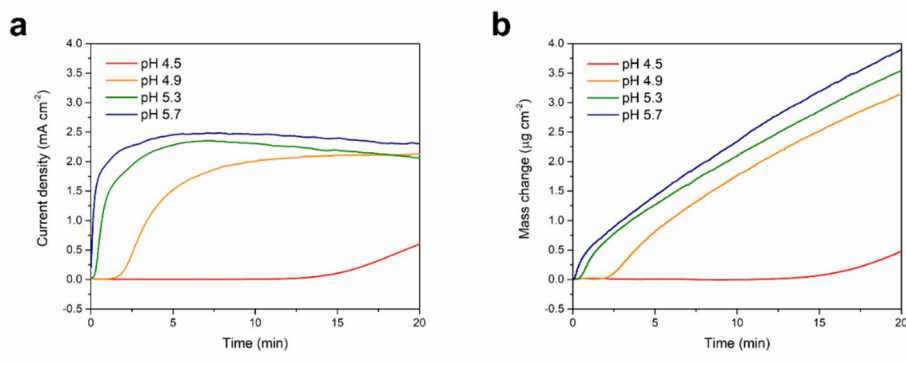 a
4.0
3.5
3.0
2.5
2.0
1.5
1.0
0.5
0.0
-0.5
Current density (mA cm⁻²)
pH 4.5
pH 4.9
pH 5.3
pH 5.7
0 5 10 15 20
Time (min)
b
4.0
3.5
3.0
2.5
2.0
1.5
1.0
0.5
0.0
-0.5
Mass change (µg cm⁻²)
pH 4.5
pH 4.9
pH 5.3
pH 5.7
0 5 10 15 20
Time (min)